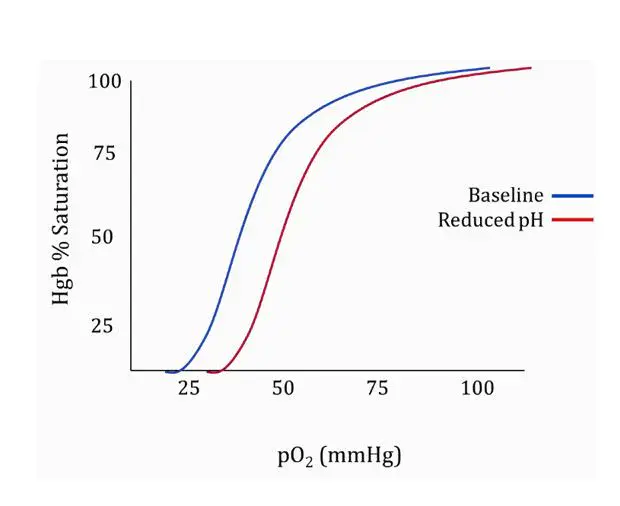 100
75
50
25
Hgb % Saturation
Baseline
Reduced pH
25 50 75 100
pO₂ (mmHg)